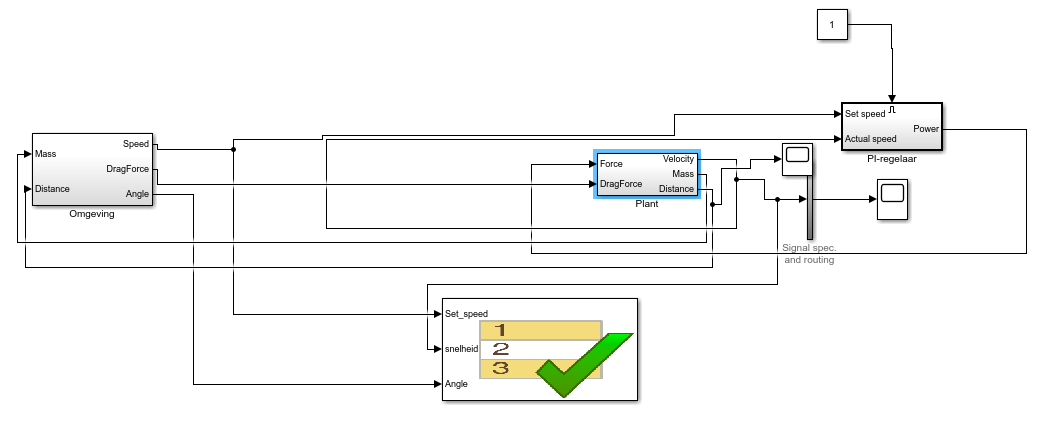 1
Set speed
Actual speed
Power
PI-regelaar
Mass
Distance
Speed
DragForce
Angle
Omgeving
Force
DragForce
Velocity
Mass
Distance
Plant
Signal spec.
and routing
Set_speed
snelheid
Angle
1
2
3